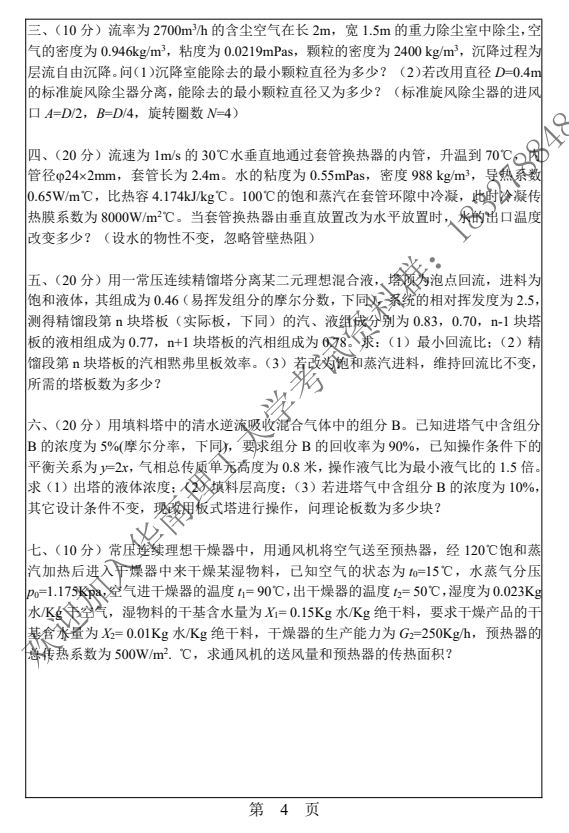 三、（10 分）流率为 2700m³/h 的含尘空气在长 2m，宽 1.5m 的重力除尘室中除尘,空
气的密度为 0.946kg/m³，粘度为 0.0219mPas，颗粒的密度为 2400 kg/m³，沉降过程为
层流自由沉降。问(1)沉降室能除去的最小颗粒直径为多少？（2)若改用直径 D=0.4m
的标准旋风除尘器分离，能除去的最小颗粒直径又为多少？（标准旋风除尘器的进风
口 A=D/2，B=D/4，旋转圈数 N=4）
四、（20 分）流速为 1m/s 的 30℃水垂直地通过套管换热器的内管，升温到 70℃。内
管径φ24×2mm，套管长为 2.4m。水的粘度为 0.55mPas，密度 988 kg/m³，导热系数
0.65W/m℃，比热容 4.174kJ/kg℃。100℃的饱和蒸汽在套管环隙中冷凝，此时冷凝传
热膜系数为 8000W/m²℃。当套管换热器由垂直放置改为水平放置时，水的出口温度
改变多少？（设水的物性不变，忽略管壁热阻）
五、（20 分）用一常压连续精馏塔分离某二元理想混合液，塔顶为泡点回流，进料为
饱和液体，其组成为 0.46（易挥发组分的摩尔分数，下同），系统的相对挥发度为 2.5，
测得精馏段第 n 块塔板（实际板，下同）的汽、液组成分别为 0.83，0.70，n-1 块塔
板的液相组成为 0.77，n+1 块塔板的汽相组成为 0.78。求：（1）最小回流比；（2）精
馏段第 n 块塔板的汽相默弗里板效率。（3）若改为饱和蒸汽进料，维持回流比不变，
所需的塔板数为多少？
六、（20 分）用填料塔中的清水逆流吸收混合气体中的组分 B。已知进塔气中含组分
B 的浓度为 5%(摩尔分率，下同)，要求组分 B 的回收率为 90%，已知操作条件下的
平衡关系为 y=2x，气相总传质单元高度为 0.8 米，操作液气比为最小液气比的 1.5 倍。
求（1）出塔的液体浓度；（2）填料层高度；（3）若进塔气中含组分 B 的浓度为 10%,
其它设计条件不变，现改用板式塔进行操作，问理论板数为多少块？
七、（10 分）常压连续理想干燥器中，用通风机将空气送至预热器，经 120℃饱和蒸
汽加热后进入干燥器中来干燥某湿物料，已知空气的状态为 t₀=15℃，水蒸气分压
p₀=1.175Kpa,空气进干燥器的温度 t₁= 90℃,出干燥器的温度 t₂= 50℃,湿度为 0.023Kg
水/Kg 干空气，湿物料的干基含水量为 X₁= 0.15Kg 水/Kg 绝干料，要求干燥产品的干
基含水量为 X₂= 0.01Kg 水/Kg 绝干料，干燥器的生产能力为 G₂=250Kg/h，预热器的
总传热系数为 500W/m². ℃，求通风机的送风量和预热器的传热面积？
第 4 页